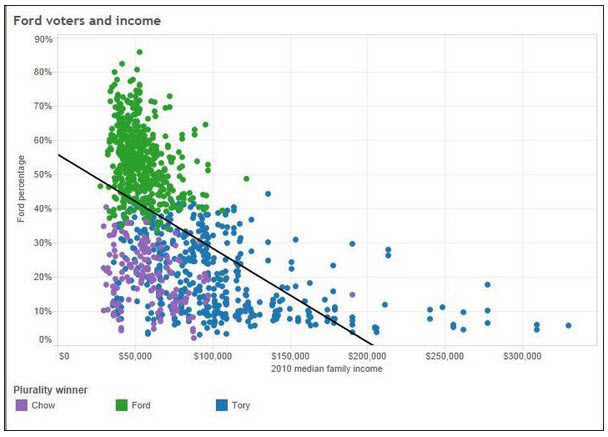 Ford voters and income
90%
80%
70%
60%
50%
40%
30%
20%
10%
0%
Ford percentage
$0
$50,000
$100,000
$150,000
$200,000
$250,000
$300,000
2010 median family income
Plurality winner
Chow
Ford
Tory